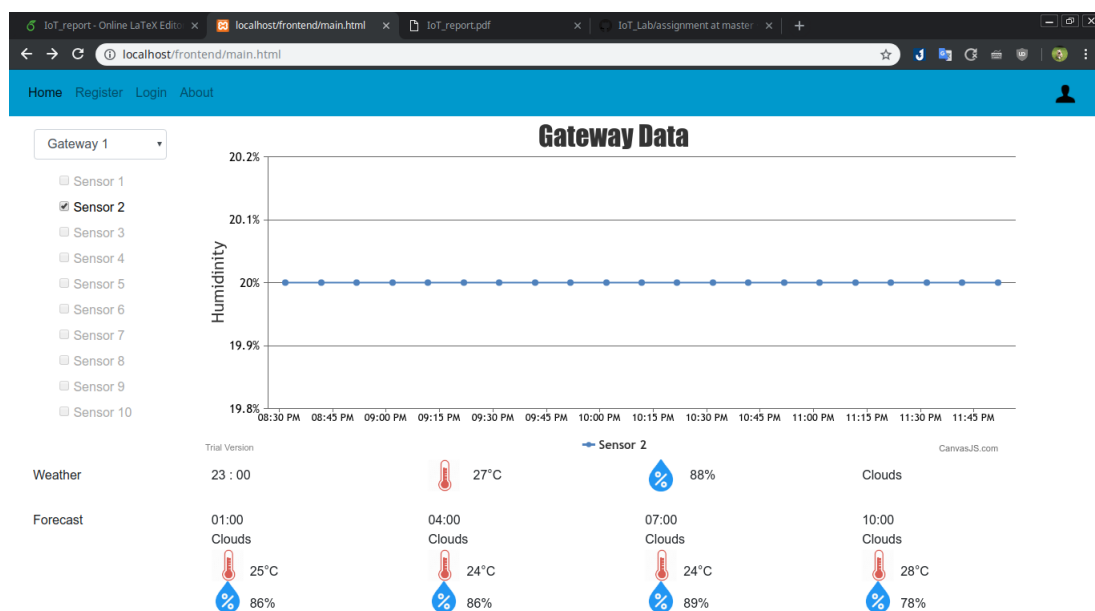 IoT_report - Online LaTeX Edito
localhost/frontend/main.html
IoT_report.pdf
IoT_Lab/assignment at master
localhost/frontend/main.html
Home Register Login About
Gateway 1
Sensor 1
Sensor 2
Sensor 3
Sensor 4
Sensor 5
Sensor 6
Sensor 7
Sensor 8
Sensor 9
Sensor 10
Gateway Data
Humidinity
20.2%
20.1%
20%
19.9%
19.8%
08:30 PM 08:45 PM 09:00 PM 09:15 PM 09:30 PM 09:45 PM 10:00 PM 10:15 PM 10:30 PM 10:45 PM 11:00 PM 11:15 PM 11:30 PM 11:45 PM
Trial Version Sensor 2 CanvasJS.com
Weather 23 : 00 27°C % 88% Clouds
Forecast 01:00 04:00 07:00 10:00
Clouds Clouds Clouds Clouds
25°C 24°C 24°C 28°C
% 86% % 86% % 89% % 78%